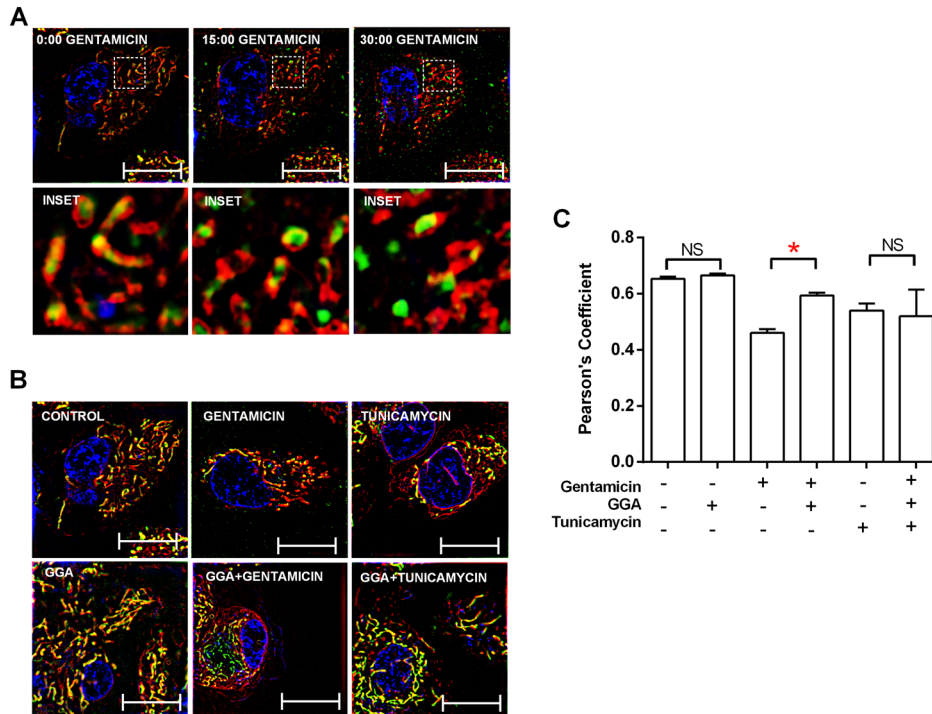 A
0:00 GENTAMICIN 15:00 GENTAMICIN 30:00 GENTAMICIN
INSET INSET INSET
B
CONTROL GENTAMICIN TUNICAMYCIN
GGA GGA+GENTAMICIN GGA+TUNICAMYCIN
C
NS * NS
0.8
0.6
0.4
0.2
0.0
Pearson's Coefficient
Gentamicin - - + + - +
GGA - + - + - +
Tunicamycin - - - - + +